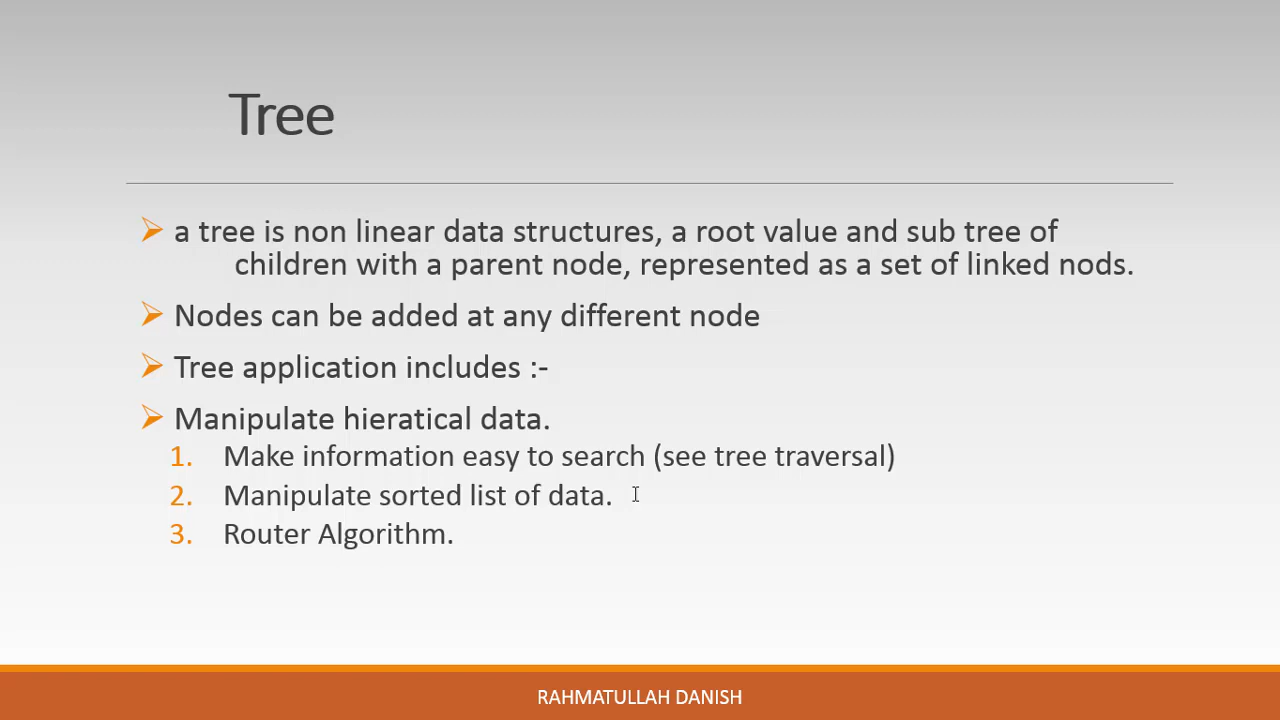 Tree
➢ a tree is non linear data structures, a root value and sub tree of
children with a parent node, represented as a set of linked nods.
➢ Nodes can be added at any different node
➢ Tree application includes :-
➢ Manipulate hieratical data.
1. Make information easy to search (see tree traversal)
2. Manipulate sorted list of data.
3. Router Algorithm.
RAHMATULLAH DANISH